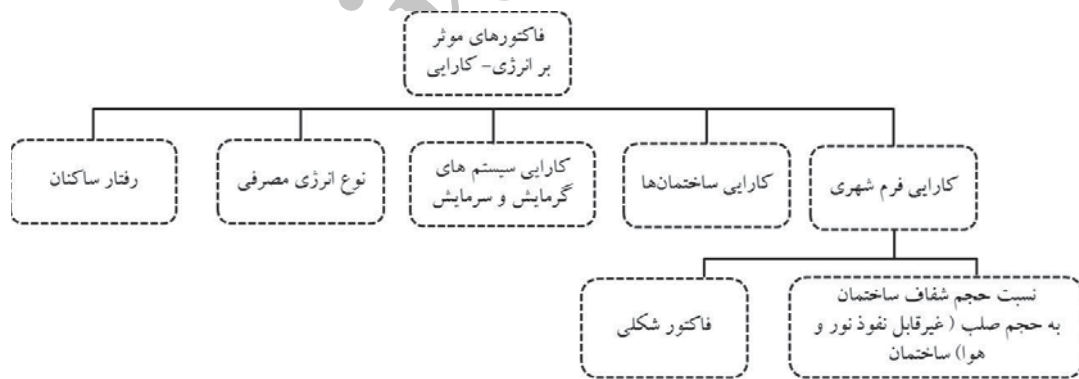 فاکتورهای موثر
بر انرژی- کارایی
کارایی فرم شهری
کارایی ساختمان‌ها
کارایی سیستم های
گرمایش و سرمایش
نوع انرژی مصرفی
رفتار ساکنان
نسبت حجم شفاف ساختمان
به حجم صلب ( غیرقابل نفوذ نور و
هوا) ساختمان
فاکتور شکلی